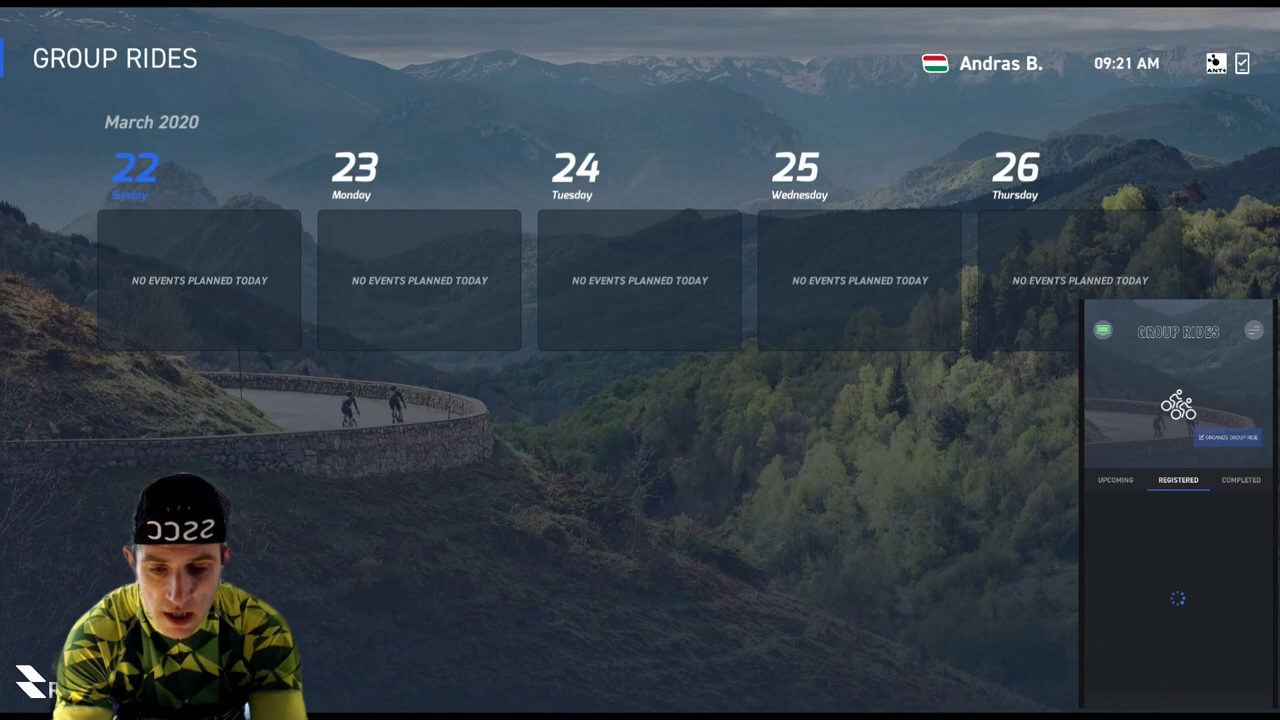 GROUP RIDES
Andras B.
09:21 AM
ANT+
March 2020
22
Sunday
23
Monday
24
Tuesday
25
Wednesday
26
Thursday
NO EVENTS PLANNED TODAY
NO EVENTS PLANNED TODAY
NO EVENTS PLANNED TODAY
NO EVENTS PLANNED TODAY
NO EVENTS PLANNED TODAY
GROUP RIDES
ORGANIZE GROUP RIDE
UPCOMING
REGISTERED
COMPLETED
SSCC
R